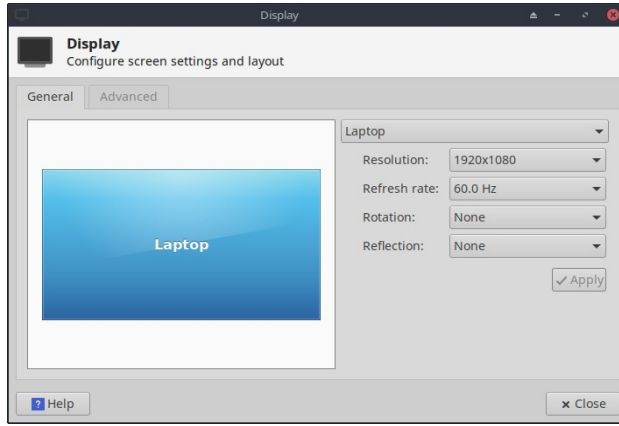 Display
Display
Configure screen settings and layout
General Advanced
Laptop
Laptop
Resolution: 1920x1080
Refresh rate: 60.0 Hz
Rotation: None
Reflection: None
Apply
? Help
Close